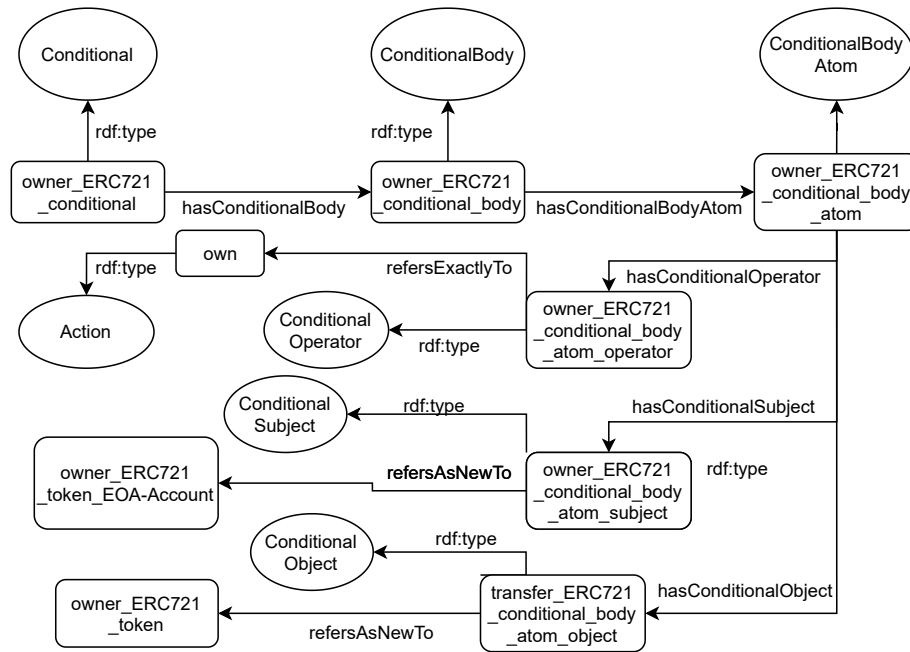 Conditional
ConditionalBody
ConditionalBody
Atom
rdf:type
rdf:type
owner_ERC721
_conditional
owner_ERC721
_conditional_body
owner_ERC721
_conditional_body
_atom
hasConditionalBody
hasConditionalBodyAtom
own
rdf:type
refersExactlyTo
hasConditionalOperator
Action
Conditional
Operator
rdf:type
owner_ERC721
_conditional_body
_atom_operator
Conditional
Subject
rdf:type
hasConditionalSubject
owner_ERC721
_token_EOA-Account
refersAsNewTo
owner_ERC721
_conditional_body
_atom_subject
rdf:type
Conditional
Object
rdf:type
owner_ERC721
_token
refersAsNewTo
transfer_ERC721
_conditional_body
_atom_object
hasConditionalObject